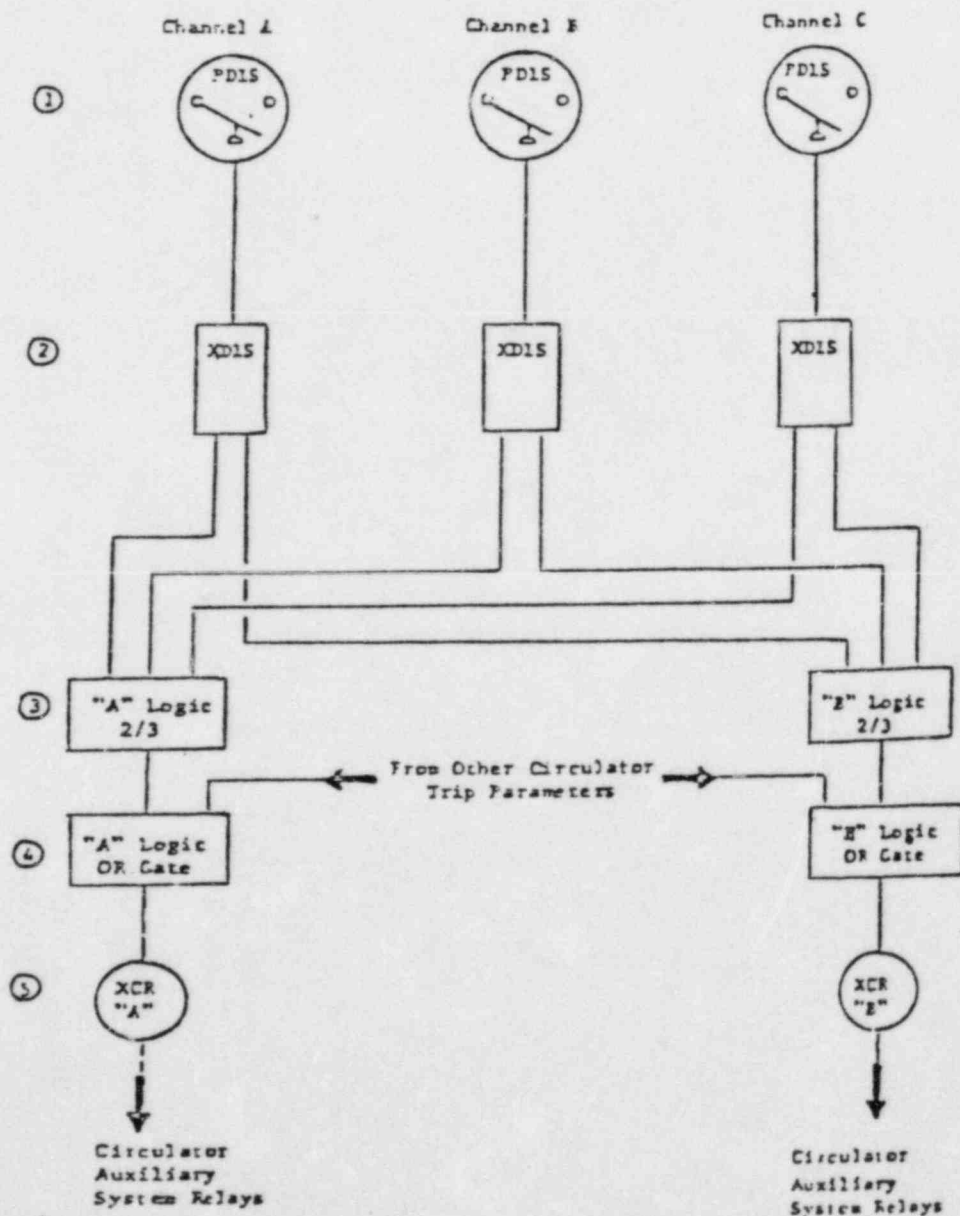 Channel A
Channel B
Channel C
①
PDIS
PDIS
PDIS
②
XDIS
XDIS
XDIS
③
"A" Logic
2/3
"B" Logic
2/3
From Other Circulator
Trip Parameters
④
"A" Logic
OR Gate
"B" Logic
OR Gate
⑤
XCR
"A"
XCR
"B"
Circulator
Auxiliary
System Relays
Circulator
Auxiliary
System Relays